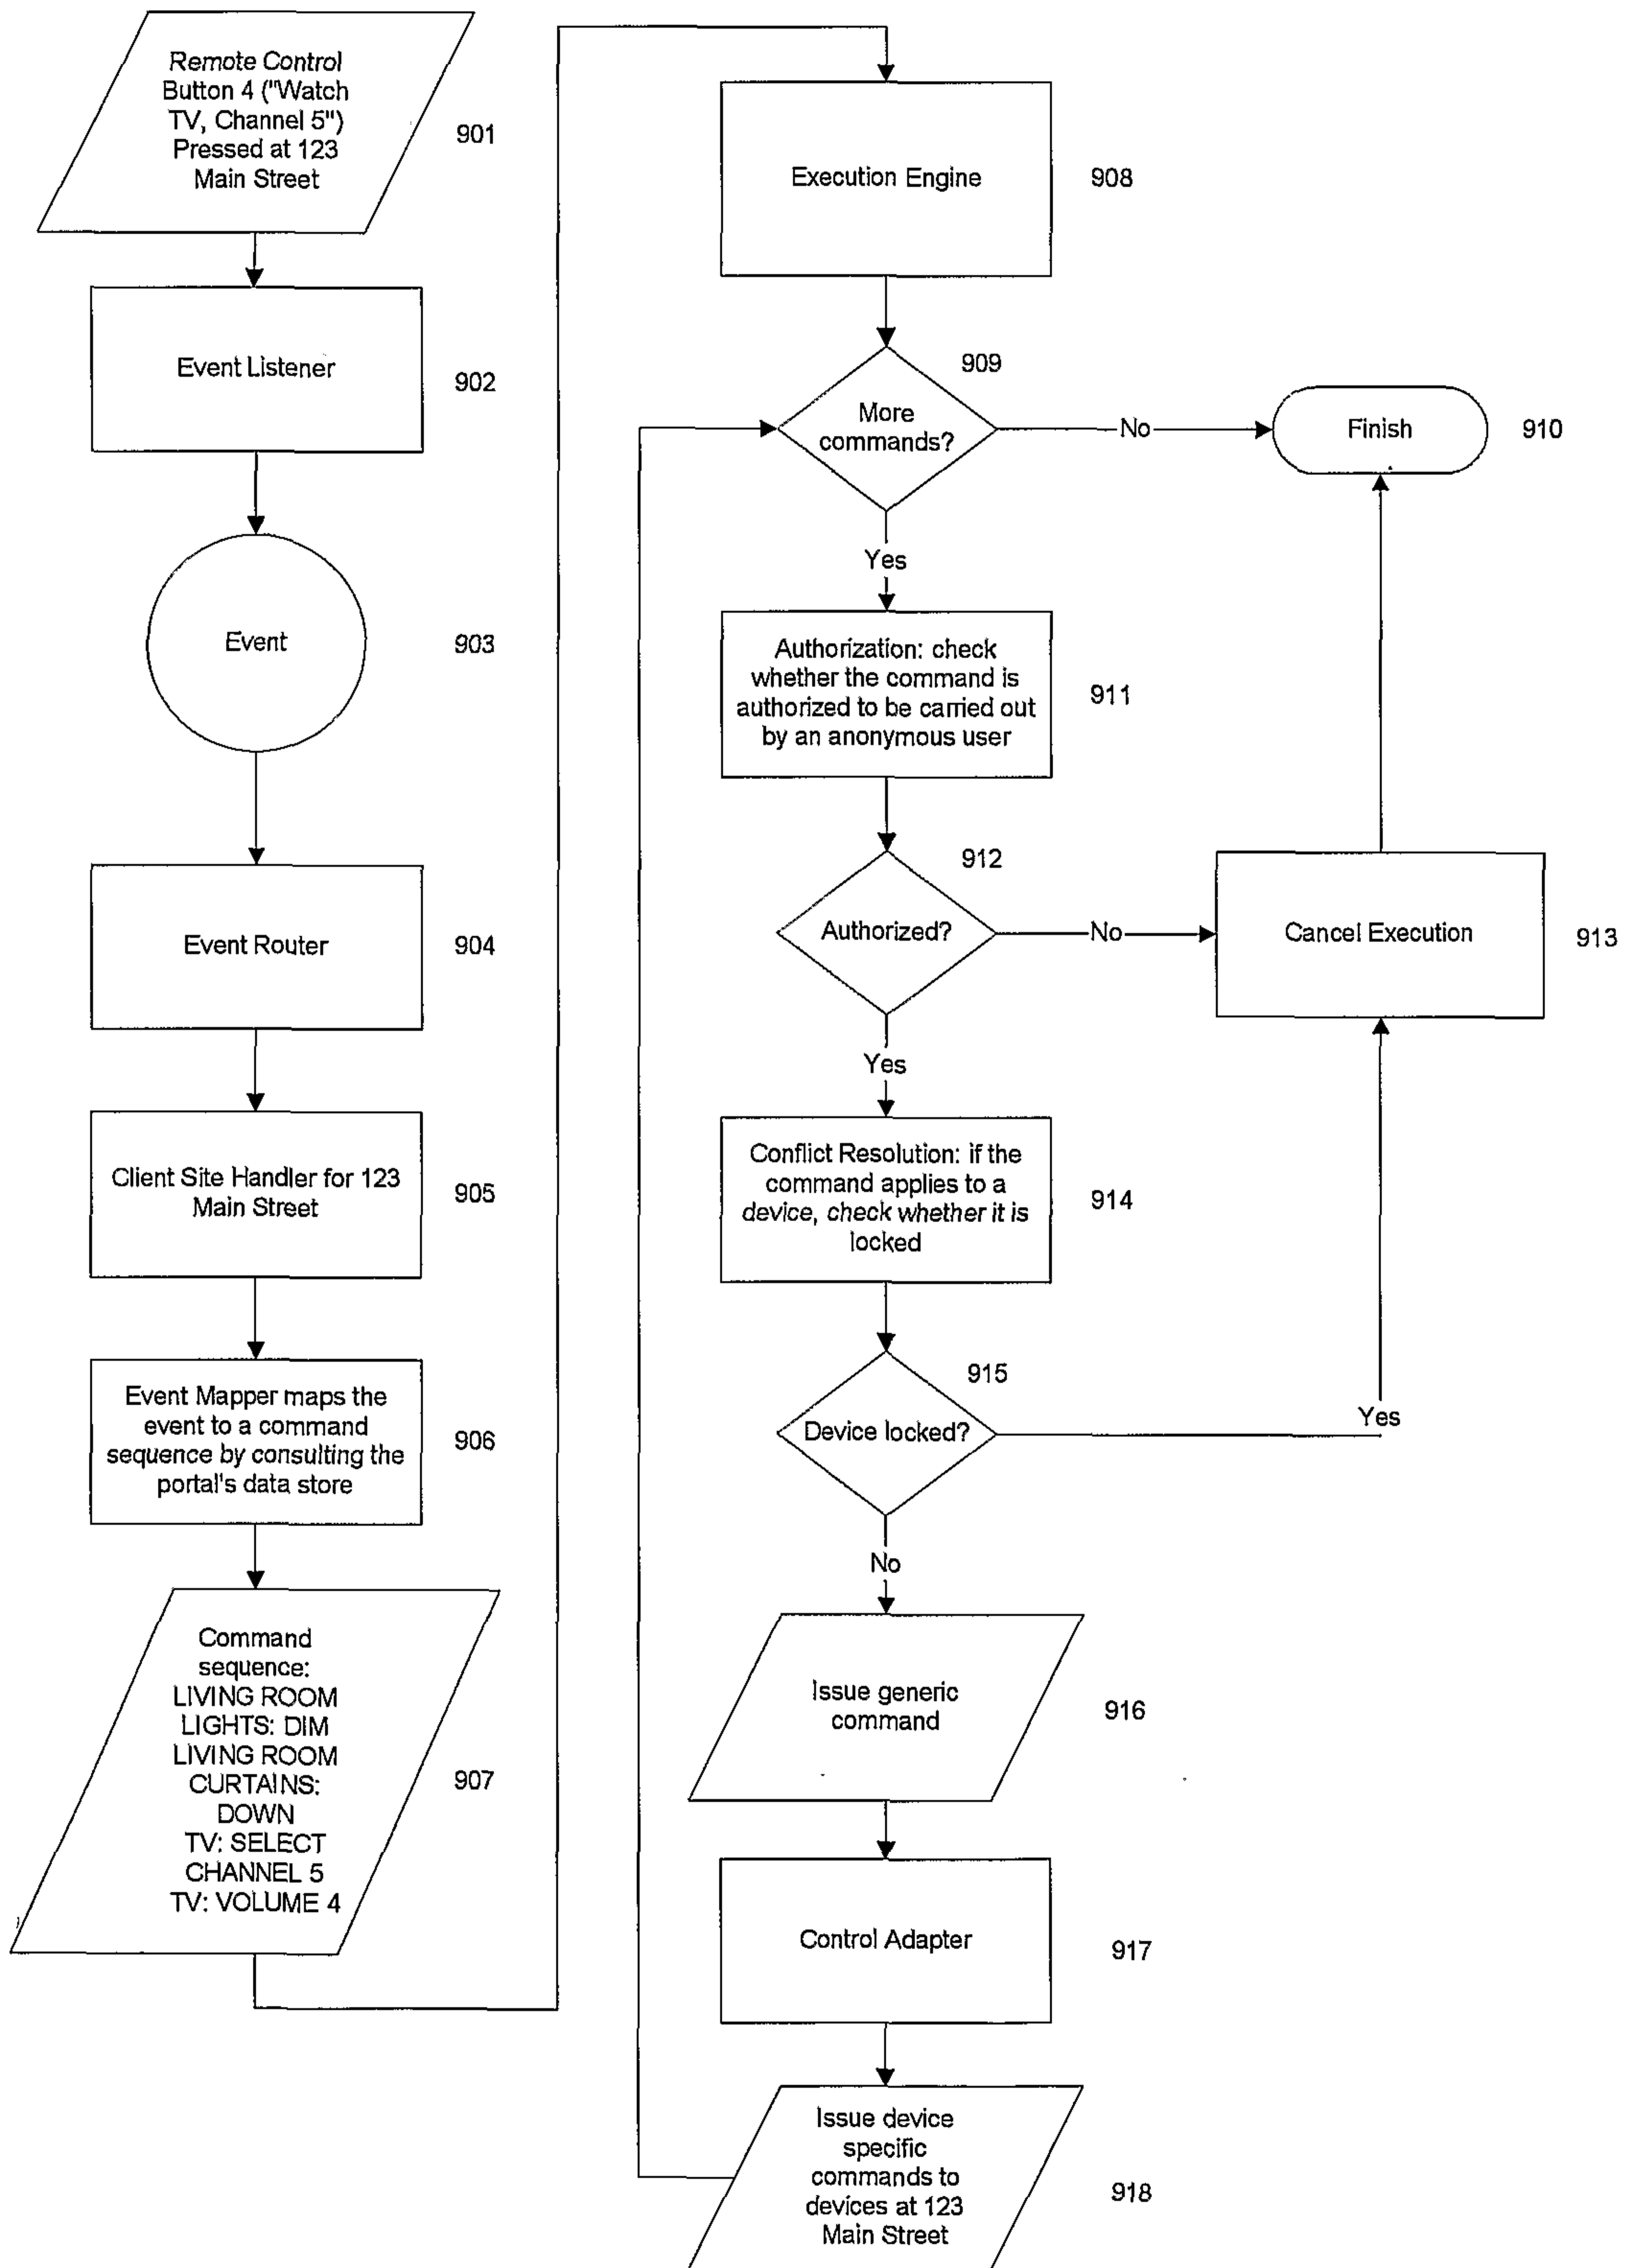 Remote Control
Button 4 ("Watch
TV, Channel 5")
Pressed at 123
Main Street
901
Event Listener
902
Event
903
Event Router
904
Client Site Handler for 123
Main Street
905
Event Mapper maps the
event to a command
sequence by consulting the
portal's data store
906
Command
sequence:
LIVING ROOM
LIGHTS: DIM
LIVING ROOM
CURTAINS:
DOWN
TV: SELECT
CHANNEL 5
TV: VOLUME 4
907
Execution Engine
908
909
More
commands?
No
Finish
910
Yes
Authorization: check
whether the command is
authorized to be carried out
by an anonymous user
911
912
Authorized?
No
Cancel Execution
913
Yes
Conflict Resolution: if the
command applies to a
device, check whether it is
locked
914
915
Device locked?
Yes
No
Issue generic
command
916
Control Adapter
917
Issue device
specific
commands to
devices at 123
Main Street
918